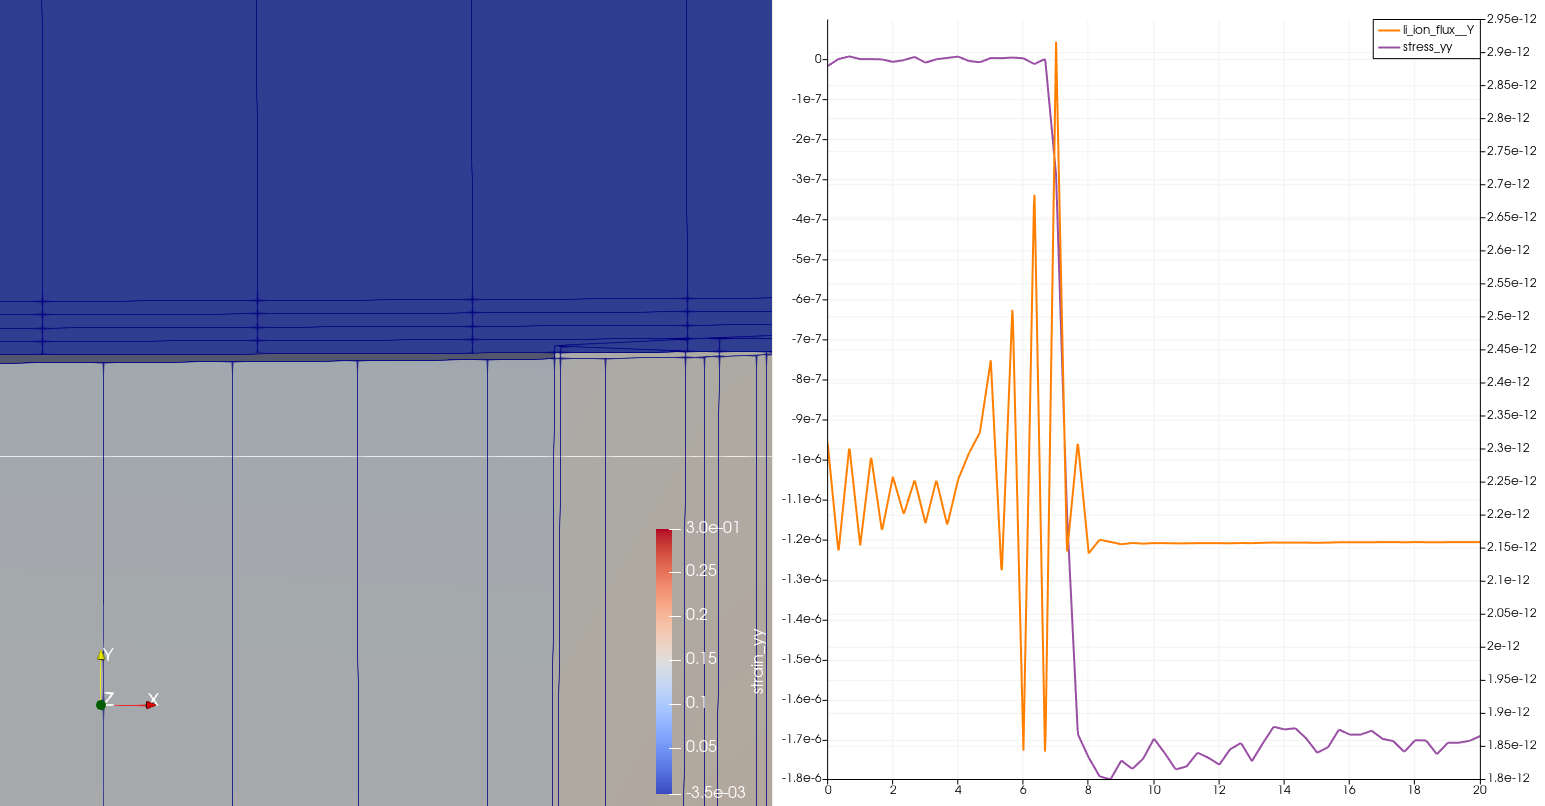 Y
Z
X
3.0e-01
0.25
0.2
0.15
0.1
0.05
-3.5e-03
strain_yy
li_ion_flux__Y
stress_yy
0
-1e-7
-2e-7
-3e-7
-4e-7
-5e-7
-6e-7
-7e-7
-8e-7
-9e-7
-1e-6
-1.1e-6
-1.2e-6
-1.3e-6
-1.4e-6
-1.5e-6
-1.6e-6
-1.7e-6
-1.8e-6
2.95e-12
2.9e-12
2.85e-12
2.8e-12
2.75e-12
2.7e-12
2.65e-12
2.6e-12
2.55e-12
2.5e-12
2.45e-12
2.4e-12
2.35e-12
2.3e-12
2.25e-12
2.2e-12
2.15e-12
2.1e-12
2.05e-12
2e-12
1.95e-12
1.9e-12
1.85e-12
1.8e-12
0 2 4 6 8 10 12 14 16 18 20